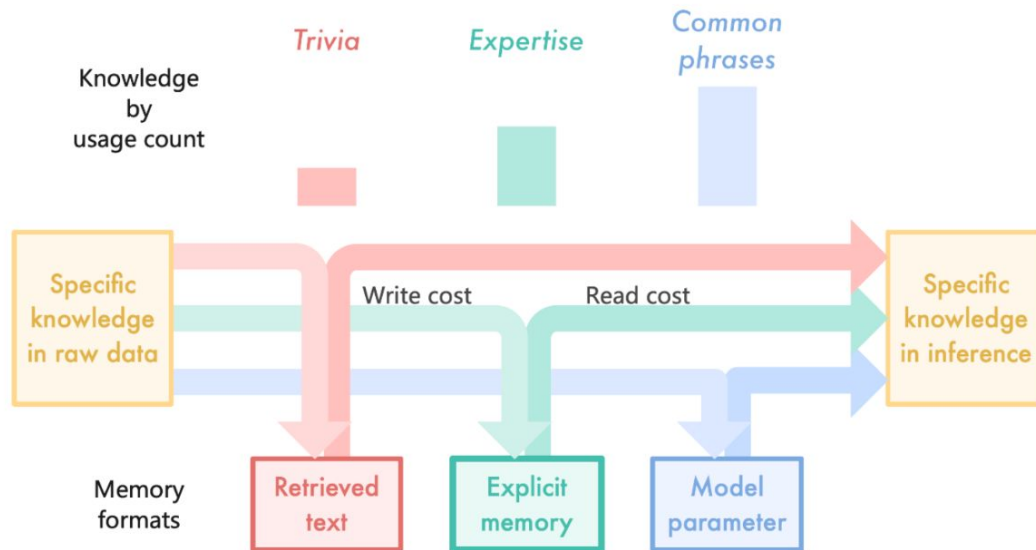 Trivia
Expertise
Common
phrases
Knowledge
by
usage count
Specific
knowledge
in raw data
Write cost
Read cost
Specific
knowledge
in inference
Memory
formats
Retrieved
text
Explicit
memory
Model
parameter